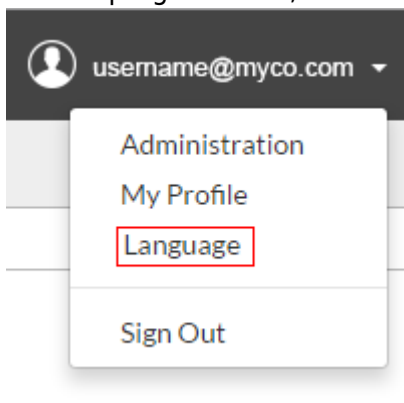 username@myco.com
Administration
My Profile
Language
Sign Out